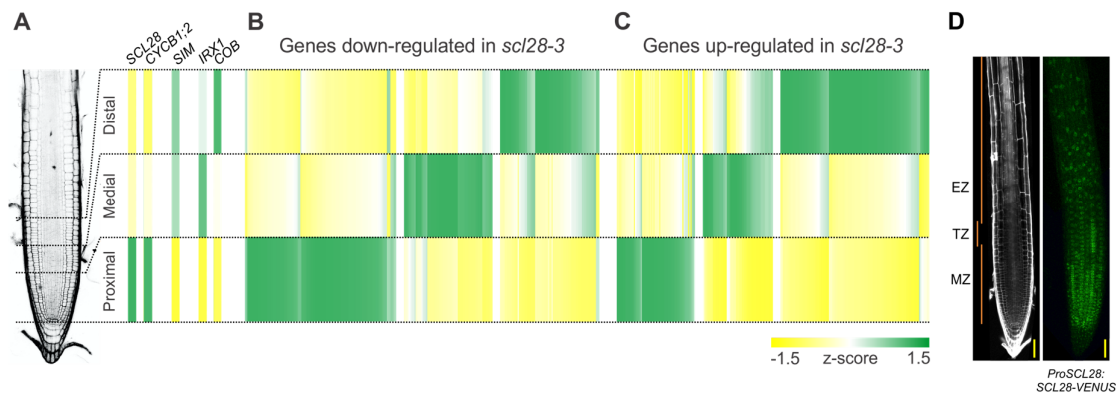 A
B
C
D
SCL28
CYCB1;2
SIM
IRX1
COB
Genes down-regulated in scl28-3
Genes up-regulated in scl28-3
Distal
Medial
Proximal
-1.5 z-score 1.5
EZ
TZ
MZ
ProSCL28:
SCL28-VENUS